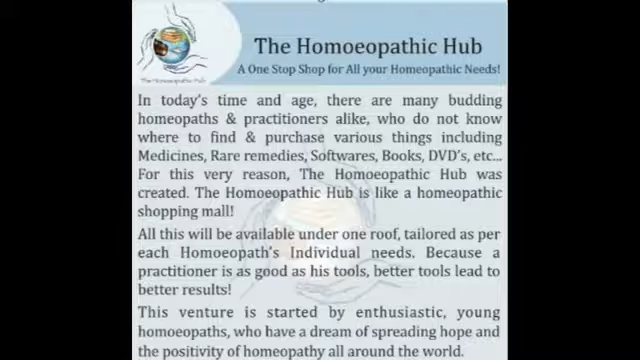 The Homoeopathic Hub
A One Stop Shop for All your Homeopathic Needs!
The Homoeopathic Hub
In today's time and age, there are many budding
homeopaths & practitioners alike, who do not know
where to find & purchase various things including
Medicines, Rare remedies, Softwares, Books, DVD's, etc...
For this very reason, The Homoeopathic Hub was
created. The Homoeopathic Hub is like a homeopathic
shopping mall!
All this will be available under one roof, tailored as per
each Homoeopath's Individual needs. Because a
practitioner is as good as his tools, better tools lead to
better results!
This venture is started by enthusiastic, young
homoeopaths, who have a dream of spreading hope and
the positivity of homeopathy all around the world.